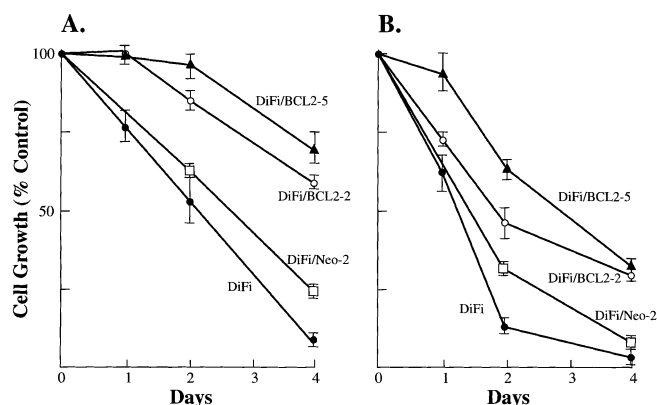 A.
B.
Cell Growth (% Control)
100
50
DiFi/BCL2-5
DiFi/BCL2-2
DiFi/Neo-2
DiFi
0 1 2 3 4
Days
DiFi/BCL2-5
DiFi/BCL2-2
DiFi/Neo-2
DiFi
0 1 2 3 4
Days